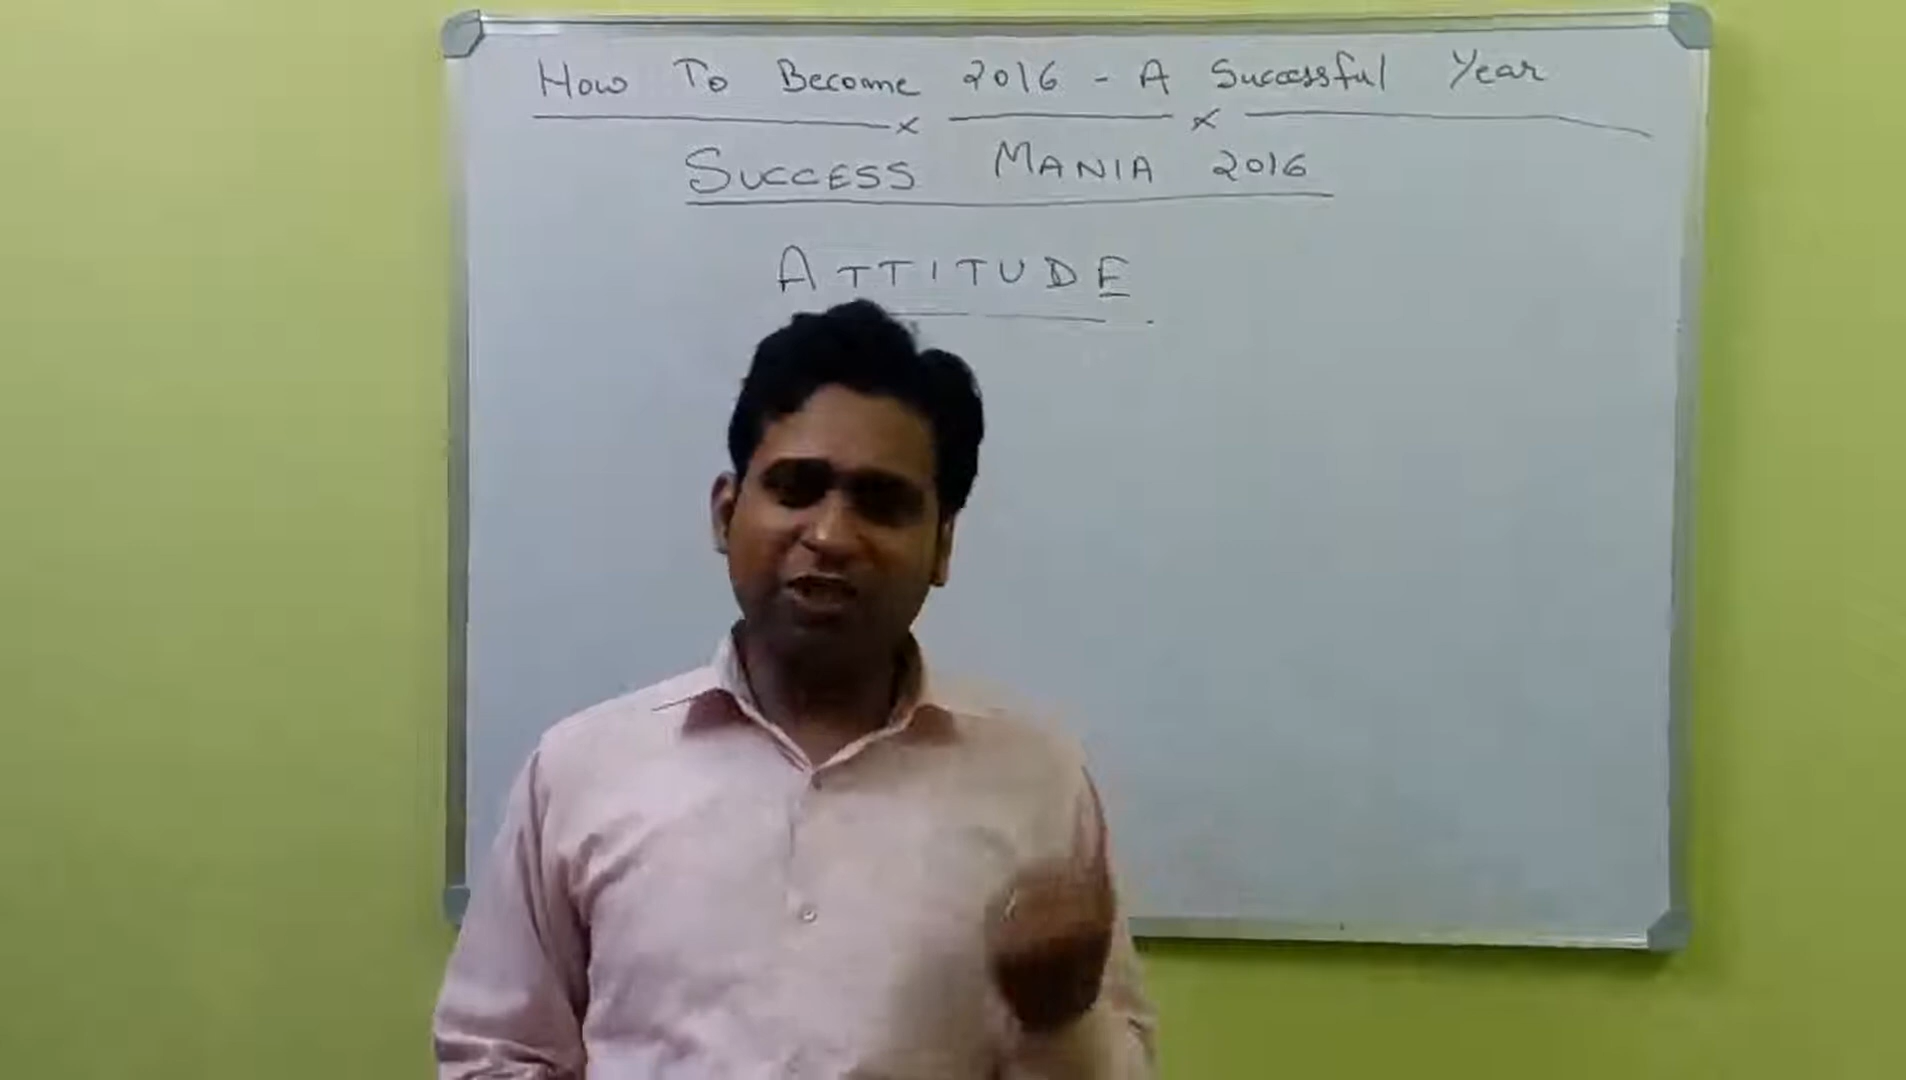 How To Become 2016 - A Successful Year
SUCCESS MANIA 2016
ATTITUDE